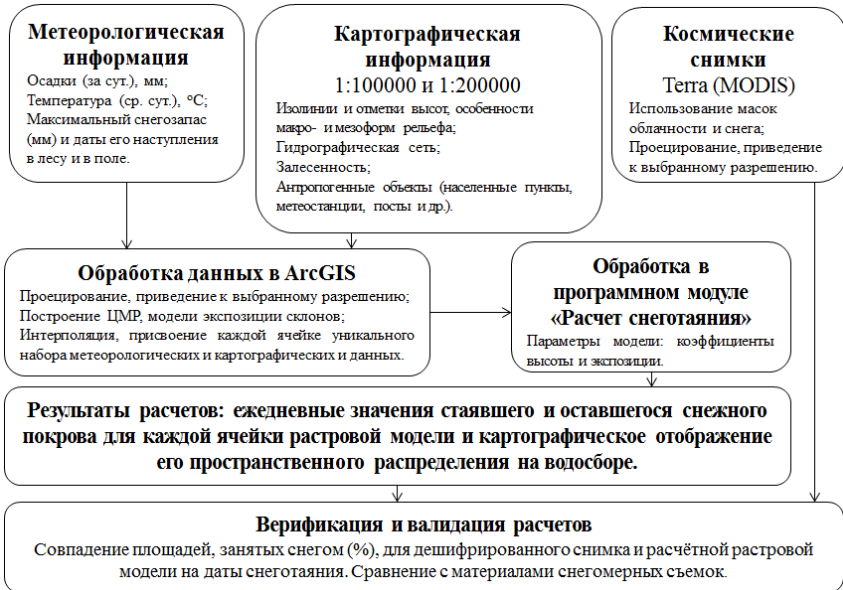 Метеорологическая
информация
Осадки (за сут.), мм;
Температура (ср. сут.), °С;
Максимальный снегозапас
(мм) и даты его наступления
в лесу и в поле.
Картографическая
информация
1:100000 и 1:200000
Изолинии и отметки высот, особенности
макро- и мезоформ рельефа;
Гидрографическая сеть;
Залесенность;
Антропогенные объекты (населенные пункты,
метеостанции, посты и др.).
Космические
снимки
Terra (MODIS)
Использование масок
облачности и снега;
Проецирование, приведение
к выбранному разрешению.
Обработка данных в ArcGIS
Проецирование, приведение к выбранному разрешению;
Построение ЦМР, модели экспозиции склонов;
Интерполяция, присвоение каждой ячейке уникального
набора метеорологических и картографических и данных.
Обработка в
программном модуле
«Расчет снеготаяния»
Параметры модели: коэффициенты
высоты и экспозиции.
Результаты расчетов: ежедневные значения стаявшего и оставшегося снежного
покрова для каждой ячейки растровой модели и картографическое отображение
его пространственного распределения на водосборе.
Верификация и валидация расчетов
Совпадение площадей, занятых снегом (%), для дешифрированного снимка и расчётной растровой
модели на даты снеготаяния. Сравнение с материалами снегомерных съемок.